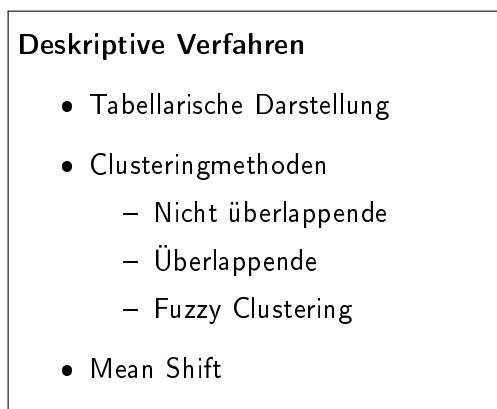 Deskriptive Verfahren
• Tabellarische Darstellung
• Clusteringmethoden
– Nicht überlappende
– Überlappende
– Fuzzy Clustering
• Mean Shift